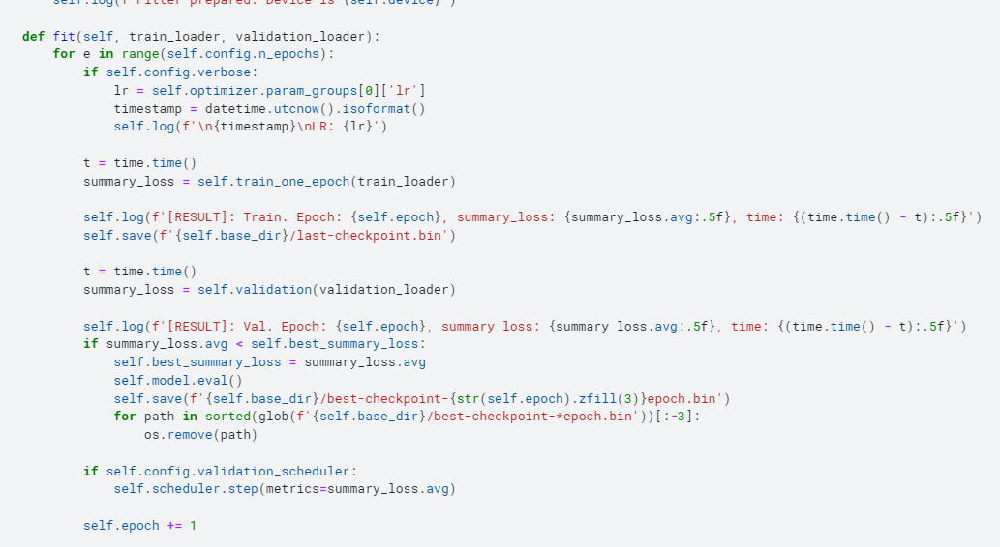 self.log(f'Fitter prepared. Device is {self.device}')
def fit(self, train_loader, validation_loader):
for e in range(self.config.n_epochs):
if self.config.verbose:
lr = self.optimizer.param_groups[0]['lr']
timestamp = datetime.utcnow().isoformat()
self.log(f'\n{timestamp}\nLR: {lr}')
t = time.time()
summary_loss = self.train_one_epoch(train_loader)
self.log(f'[RESULT]: Train. Epoch: {self.epoch}, summary_loss: {summary_loss.avg:.5f}, time: {(time.time() - t):.5f}')
self.save(f'{self.base_dir}/last-checkpoint.bin')
t = time.time()
summary_loss = self.validation(validation_loader)
self.log(f'[RESULT]: Val. Epoch: {self.epoch}, summary_loss: {summary_loss.avg:.5f}, time: {(time.time() - t):.5f}')
if summary_loss.avg < self.best_summary_loss:
self.best_summary_loss = summary_loss.avg
self.model.eval()
self.save(f'{self.base_dir}/best-checkpoint-{str(self.epoch).zfill(3)}epoch.bin')
for path in sorted(glob(f'{self.base_dir}/best-checkpoint-*epoch.bin'))[:-3]:
os.remove(path)
if self.config.validation_scheduler:
self.scheduler.step(metrics=summary_loss.avg)
self.epoch += 1